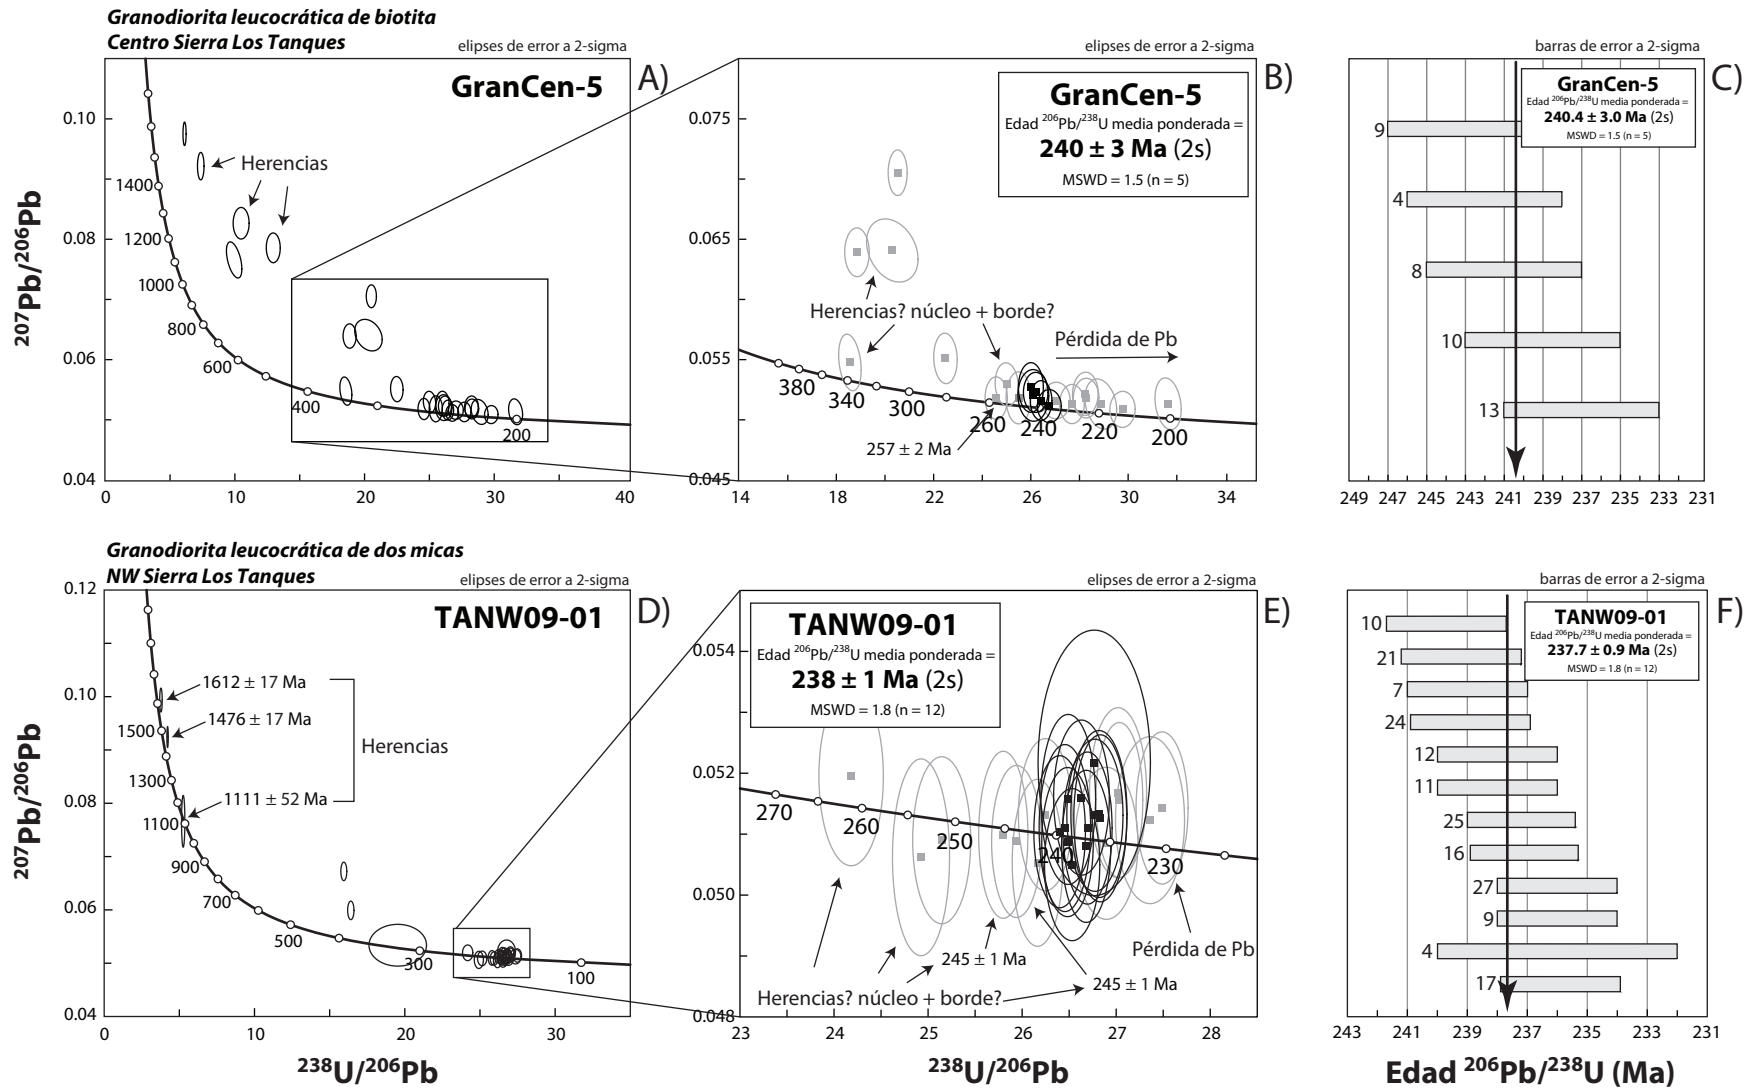 Granodiorita leucocrática de biotita
Centro Sierra Los Tanques
elipses de error a 2-sigma
GranCen-5
A)
Herencias
1400
1200
1000
800
600
400
200
0.10
0.08
0.06
0.04
0
10
20
30
40
207Pb/206Pb
elipses de error a 2-sigma
B)
GranCen-5
Edad 206Pb/238U media ponderada =
240 ± 3 Ma (2s)
MSWD = 1.5 (n = 5)
Herencias? núcleo + borde?
Pérdida de Pb
380
340
300
260
240
220
200
257 ± 2 Ma
0.075
0.065
0.055
0.045
14
18
22
26
30
34
barras de error a 2-sigma
C)
GranCen-5
Edad 206Pb/238U media ponderada =
240.4 ± 3.0 Ma (2s)
MSWD = 1.5 (n = 5)
9
4
8
10
13
249
247
245
243
241
239
237
235
233
231
Granodiorita leucocrática de dos micas
NW Sierra Los Tanques
elipses de error a 2-sigma
TANW09-01
D)
1612 ± 17 Ma
1476 ± 17 Ma
Herencias
1111 ± 52 Ma
1500
1300
1100
900
700
500
300
100
0.12
0.10
0.08
0.06
0.04
0
10
20
30
207Pb/206Pb
238U/206Pb
elipses de error a 2-sigma
E)
TANW09-01
Edad 206Pb/238U media ponderada =
238 ± 1 Ma (2s)
MSWD = 1.8 (n = 12)
270
260
250
240
230
Pérdida de Pb
245 ± 1 Ma
245 ± 1 Ma
Herencias? núcleo + borde?
0.054
0.052
0.050
0.048
23
24
25
26
27
28
238U/206Pb
barras de error a 2-sigma
F)
TANW09-01
Edad 206Pb/238U media ponderada =
237.7 ± 0.9 Ma (2s)
MSWD = 1.8 (n = 12)
10
21
7
24
12
11
25
16
27
9
4
17
243
241
239
237
235
233
231
Edad 206Pb/238U (Ma)